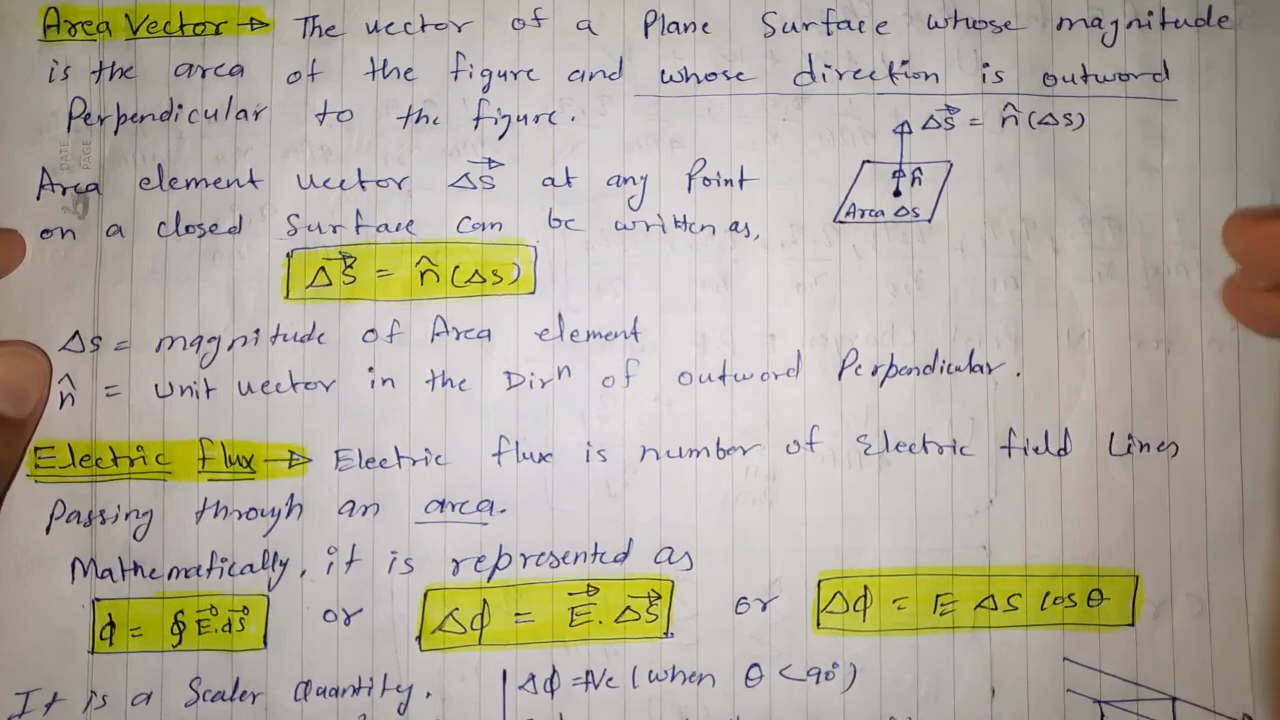 Area Vector → The vector of a Plane Surface whose magnitude
is the area of the figure and whose direction is outword
Perpendicular to the figure.
ΔS⃗ = n̂ (ΔS)
n̂
Area ΔS
DATE
PAGE
Area element vector ΔS⃗ at any Point
on a closed Surface can be written as,
ΔS⃗ = n̂ (ΔS)
ΔS = magnitude of Area element
n̂ = Unit vector in the Dirⁿ of outword Perpendicular.
Electric flux → Electric flux is number of Electric field Lines
Passing through an area.
Mathematically, it is represented as
ϕ = ∮ E⃗.dS⃗ or Δϕ = E⃗.ΔS⃗ or Δϕ = E ΔS cosθ
It is a Scaler Quantity.
Δϕ = +Ve (when θ < 90°)